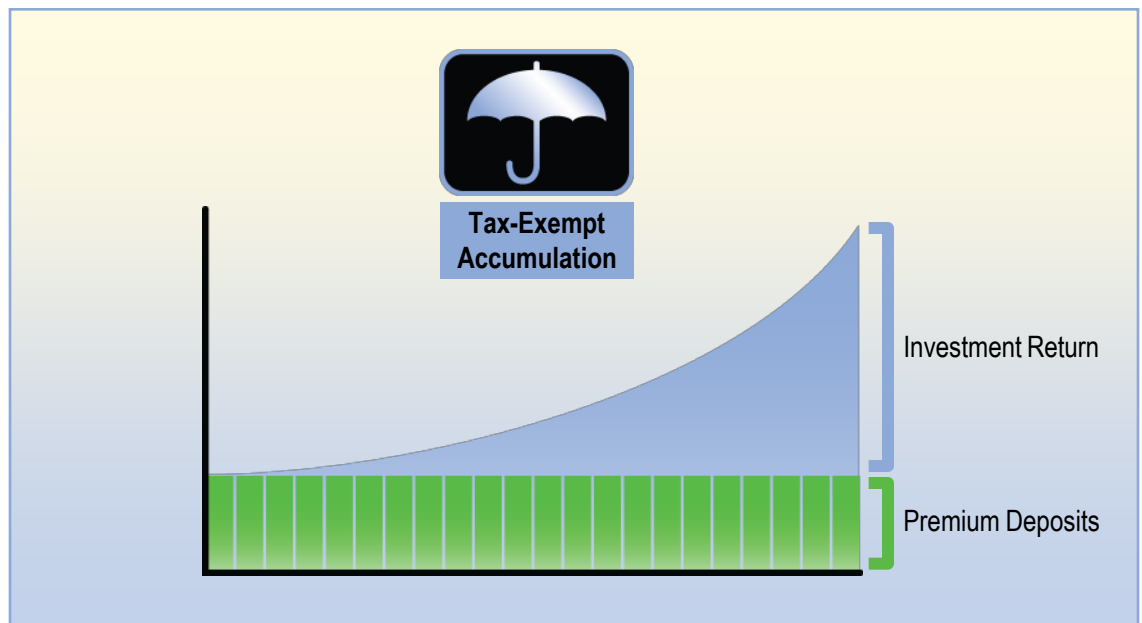 Tax-Exempt
Accumulation
Investment Return
Premium Deposits